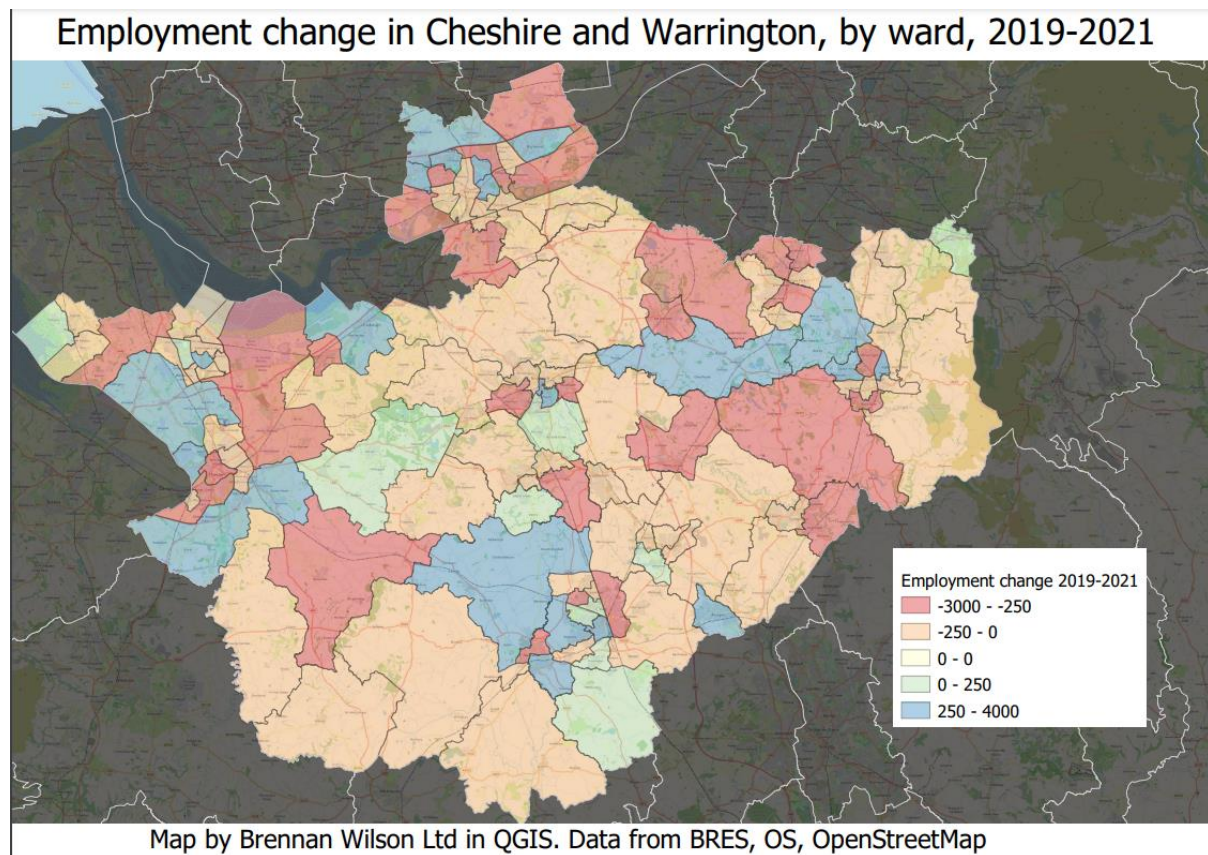 Employment change in Cheshire and Warrington, by ward, 2019-2021
Employment change 2019-2021
-3000 - -250
-250 - 0
0 - 0
0 - 250
250 - 4000
Map by Brennan Wilson Ltd in QGIS. Data from BRES, OS, OpenStreetMap